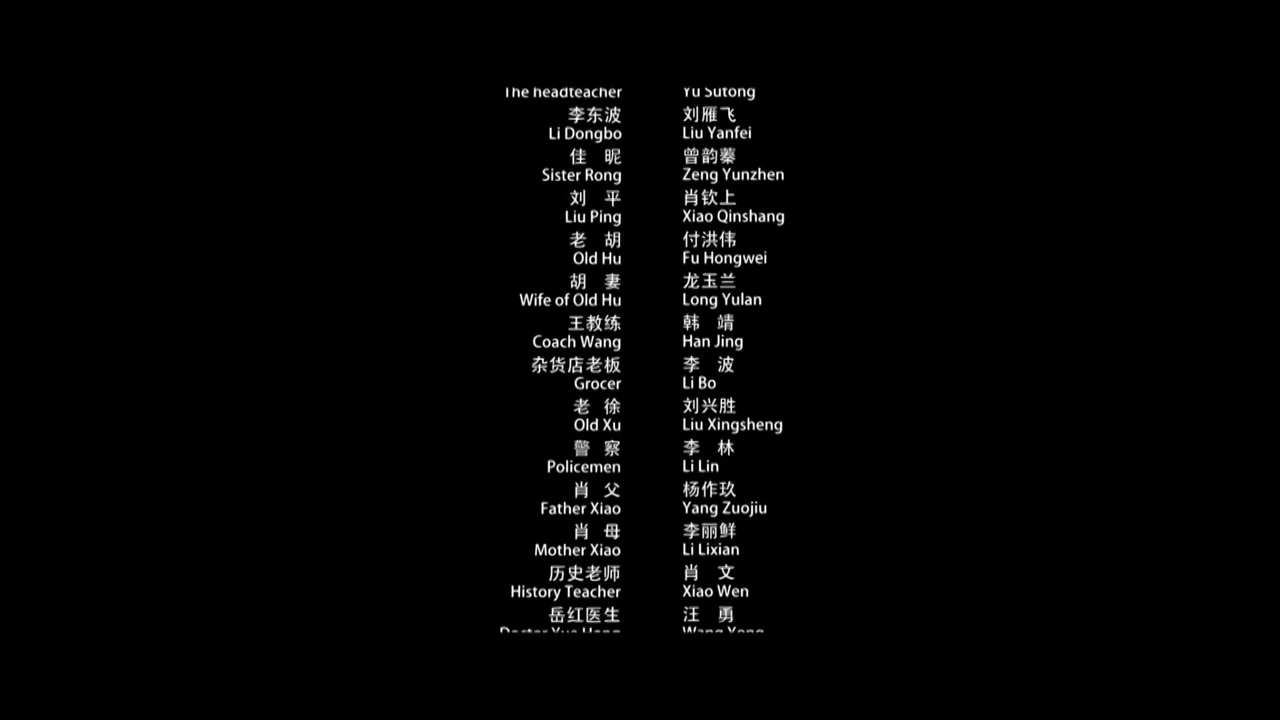 The headteacher Yu Sutong
李东波 刘雁飞
Li Dongbo Liu Yanfei
佳 昵 曾韵蓁
Sister Rong Zeng Yunzhen
刘 平 肖钦上
Liu Ping Xiao Qinshang
老 胡 付洪伟
Old Hu Fu Hongwei
胡 妻 龙玉兰
Wife of Old Hu Long Yulan
王教练 韩 靖
Coach Wang Han Jing
杂货店老板 李 波
Grocer Li Bo
老 徐 刘兴胜
Old Xu Liu Xingsheng
警 察 李 林
Policemen Li Lin
肖 父 杨作玖
Father Xiao Yang Zuojiu
肖 母 李丽鲜
Mother Xiao Li Lixian
历史老师 肖 文
History Teacher Xiao Wen
岳红医生 汪 勇
Doctor Yue Hong Wang Yong